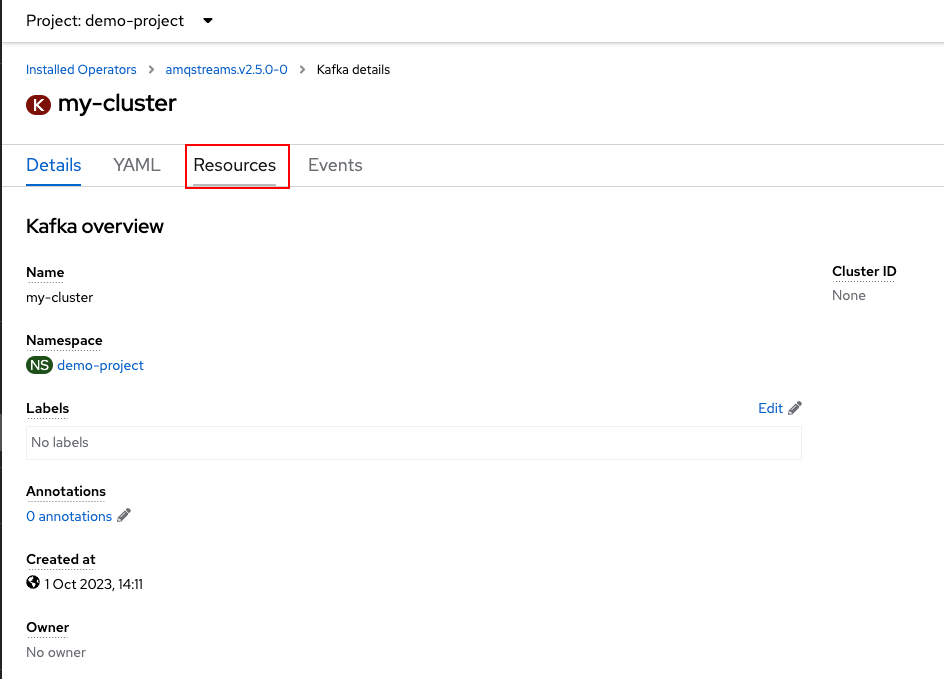 Project: demo-project
Installed Operators > amqstreams.v2.5.0-0 > Kafka details
K my-cluster
Details YAML Resources Events
Kafka overview
Name
my-cluster
Cluster ID
None
Namespace
NS demo-project
Labels
Edit
No labels
Annotations
0 annotations
Created at
1 Oct 2023, 14:11
Owner
No owner